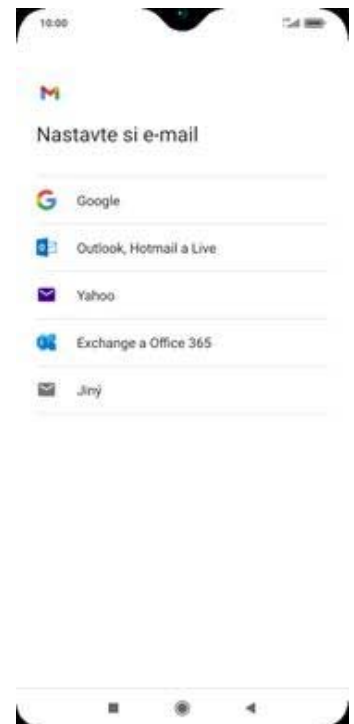 10:00
Nastavte si e-mail
Google
Outlook, Hotmail a Live
Yahoo
Exchange a Office 365
Jiný